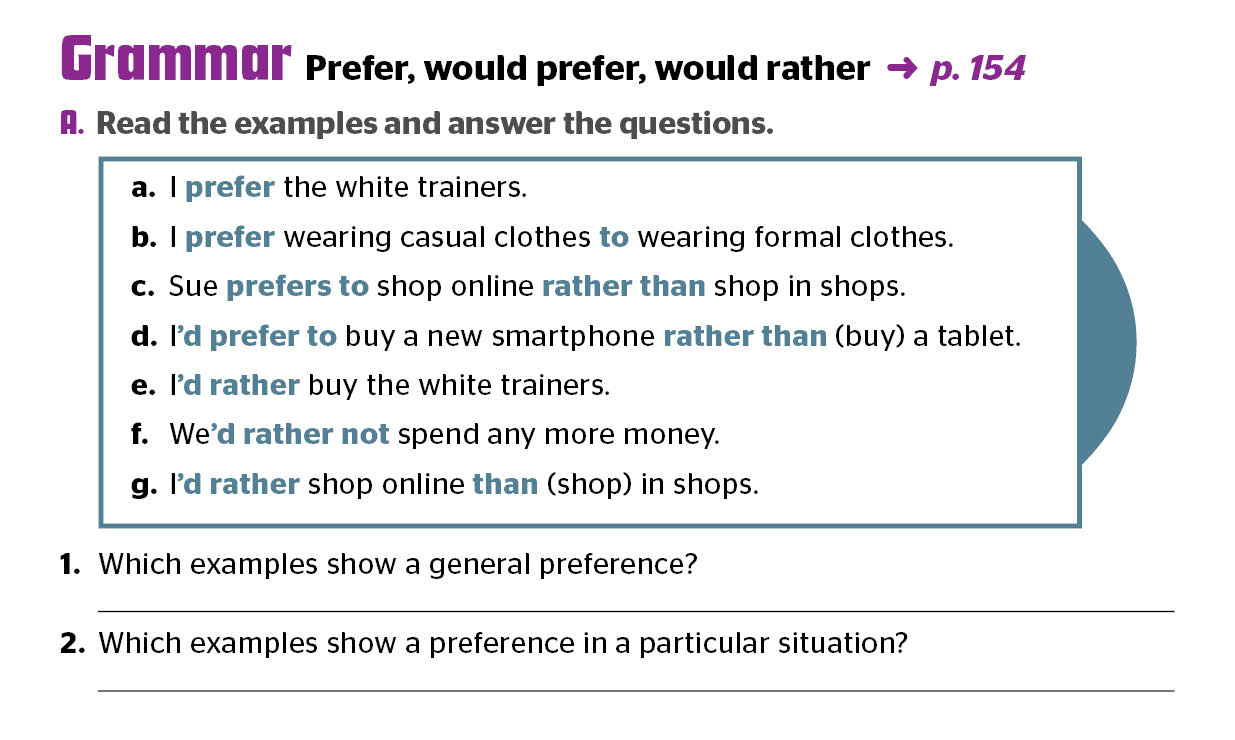 Grammar Prefer, would prefer, would rather ➜ p. 154
A. Read the examples and answer the questions.
a. I prefer the white trainers.
b. I prefer wearing casual clothes to wearing formal clothes.
c. Sue prefers to shop online rather than shop in shops.
d. I’d prefer to buy a new smartphone rather than (buy) a tablet.
e. I’d rather buy the white trainers.
f. We’d rather not spend any more money.
g. I’d rather shop online than (shop) in shops.
1. Which examples show a general preference?
2. Which examples show a preference in a particular situation?